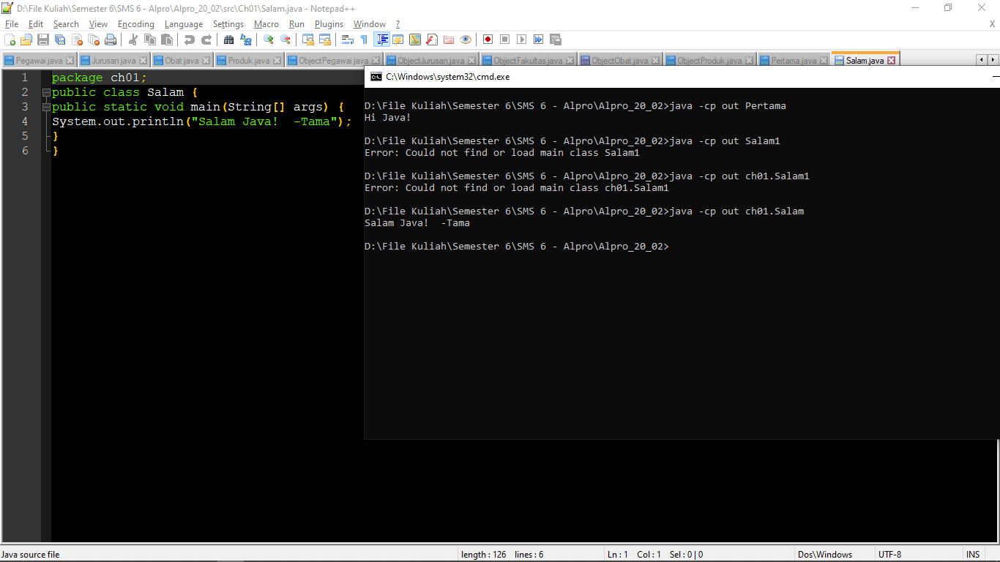 D:\File Kuliah\Semester 6\SMS 6 - Alpro\Alpro_20_02\src\Ch01\Salam.java - Notepad++
File Edit Search View Encoding Language Settings Macro Run Plugins Window ? X
Pegawai.java Jurusan.java Obat.java Produk.java ObjectPegawai.java ObjectJurusan.java ObjectFakultas.java ObjectObat.java ObjectProduk.java Pertama.java Salam.java
1 package ch01;
2 public class Salam {
3 public static void main(String[] args) {
4 System.out.println("Salam Java!  -Tama");
5 }
6 }
C:\Windows\system32\cmd.exe
D:\File Kuliah\Semester 6\SMS 6 - Alpro\Alpro_20_02>java -cp out Pertama
Hi Java!
D:\File Kuliah\Semester 6\SMS 6 - Alpro\Alpro_20_02>java -cp out Salam1
Error: Could not find or load main class Salam1
D:\File Kuliah\Semester 6\SMS 6 - Alpro\Alpro_20_02>java -cp out ch01.Salam1
Error: Could not find or load main class ch01.Salam1
D:\File Kuliah\Semester 6\SMS 6 - Alpro\Alpro_20_02>java -cp out ch01.Salam
Salam Java!  -Tama
D:\File Kuliah\Semester 6\SMS 6 - Alpro\Alpro_20_02>
Java source file length : 126 lines : 6 Ln : 1 Col : 1 Sel : 0 | 0 Dos\Windows UTF-8 INS